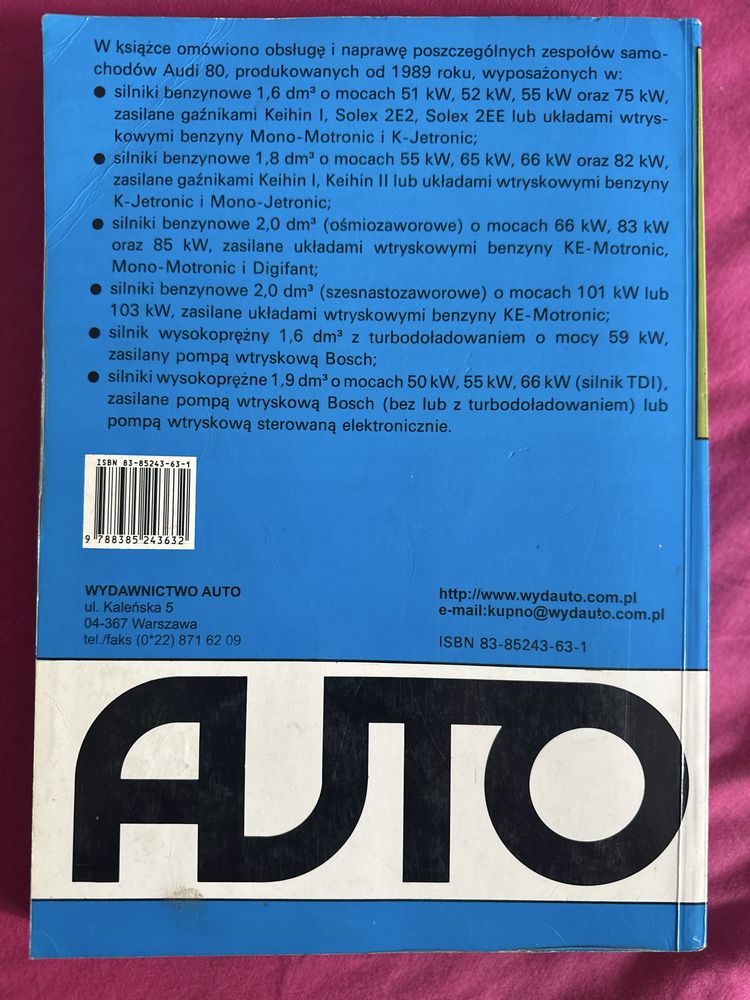 W książce omówiono obsługę i naprawę poszczególnych zespołów samo-
chodów Audi 80, produkowanych od 1989 roku, wyposażonych w:
● silniki benzynowe 1,6 dm³ o mocach 51 kW, 52 kW, 55 kW oraz 75 kW,
zasilane gaźnikami Keihin I, Solex 2E2, Solex 2EE lub układami wtrys-
kowymi benzyny Mono-Motronic i K-Jetronic;
● silniki benzynowe 1,8 dm³ o mocach 55 kW, 65 kW, 66 kW oraz 82 kW,
zasilane gaźnikami Keihin I, Keihin II lub układami wtryskowymi benzyny
K-Jetronic i Mono-Jetronic;
● silniki benzynowe 2,0 dm³ (ośmiozaworowe) o mocach 66 kW, 83 kW
oraz 85 kW, zasilane układami wtryskowymi benzyny KE-Motronic,
Mono-Motronic i Digifant;
● silniki benzynowe 2,0 dm³ (szesnastozaworowe) o mocach 101 kW lub
103 kW, zasilane układami wtryskowymi benzyny KE-Motronic;
● silnik wysokoprężny 1,6 dm³ z turbodoładowaniem o mocy 59 kW,
zasilany pompą wtryskową Bosch;
● silniki wysokoprężne 1,9 dm³ o mocach 50 kW, 55 kW, 66 kW (silnik TDI),
zasilane pompą wtryskową Bosch (bez lub z turbodoładowaniem) lub
pompą wtryskową sterowaną elektronicznie.
ISBN 83-85243-63-1
9 788385 243632
WYDAWNICTWO AUTO
ul. Kaleńska 5
04-367 Warszawa
tel./faks (0*22) 871 62 09
http://www.wydauto.com.pl
e-mail:kupno@wydauto.com.pl
ISBN 83-85243-63-1
AUTO